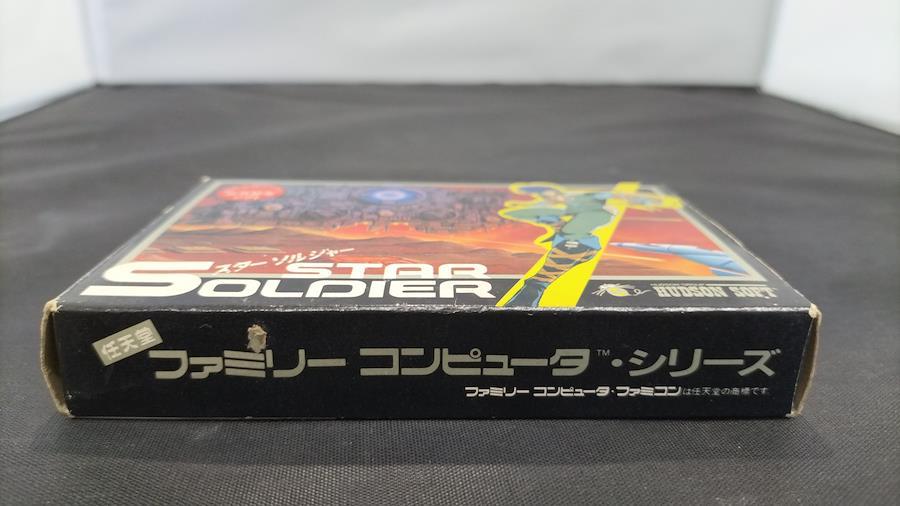 スター ソルジャー
STAR
SOLDIER
HUDSON SOFT
任天堂
ファミリー コンピュータ™・シリーズ
ファミリー コンピュータ・ファミコンは任天堂の商標です。